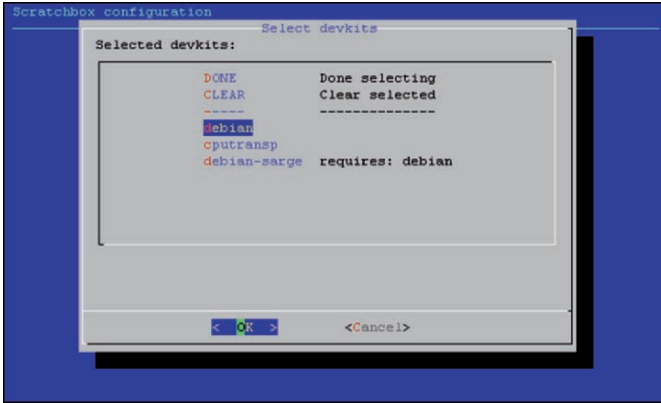 Scratchbox configuration
Select devkits
Selected devkits:
DONE Done selecting
CLEAR Clear selected
----- --------------
debian
cputransp
debian-sarge requires: debian
< OK > <Cancel>